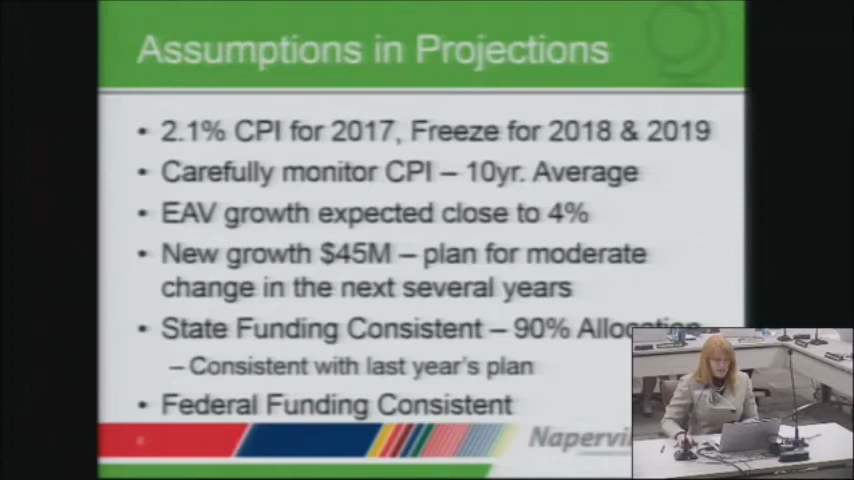 Assumptions in Projections
• 2.1% CPI for 2017, Freeze for 2018 & 2019
• Carefully monitor CPI – 10yr. Average
• EAV growth expected close to 4%
• New growth $45M – plan for moderate
change in the next several years
• State Funding Consistent – 90% Allocation
– Consistent with last year's plan
• Federal Funding Consistent